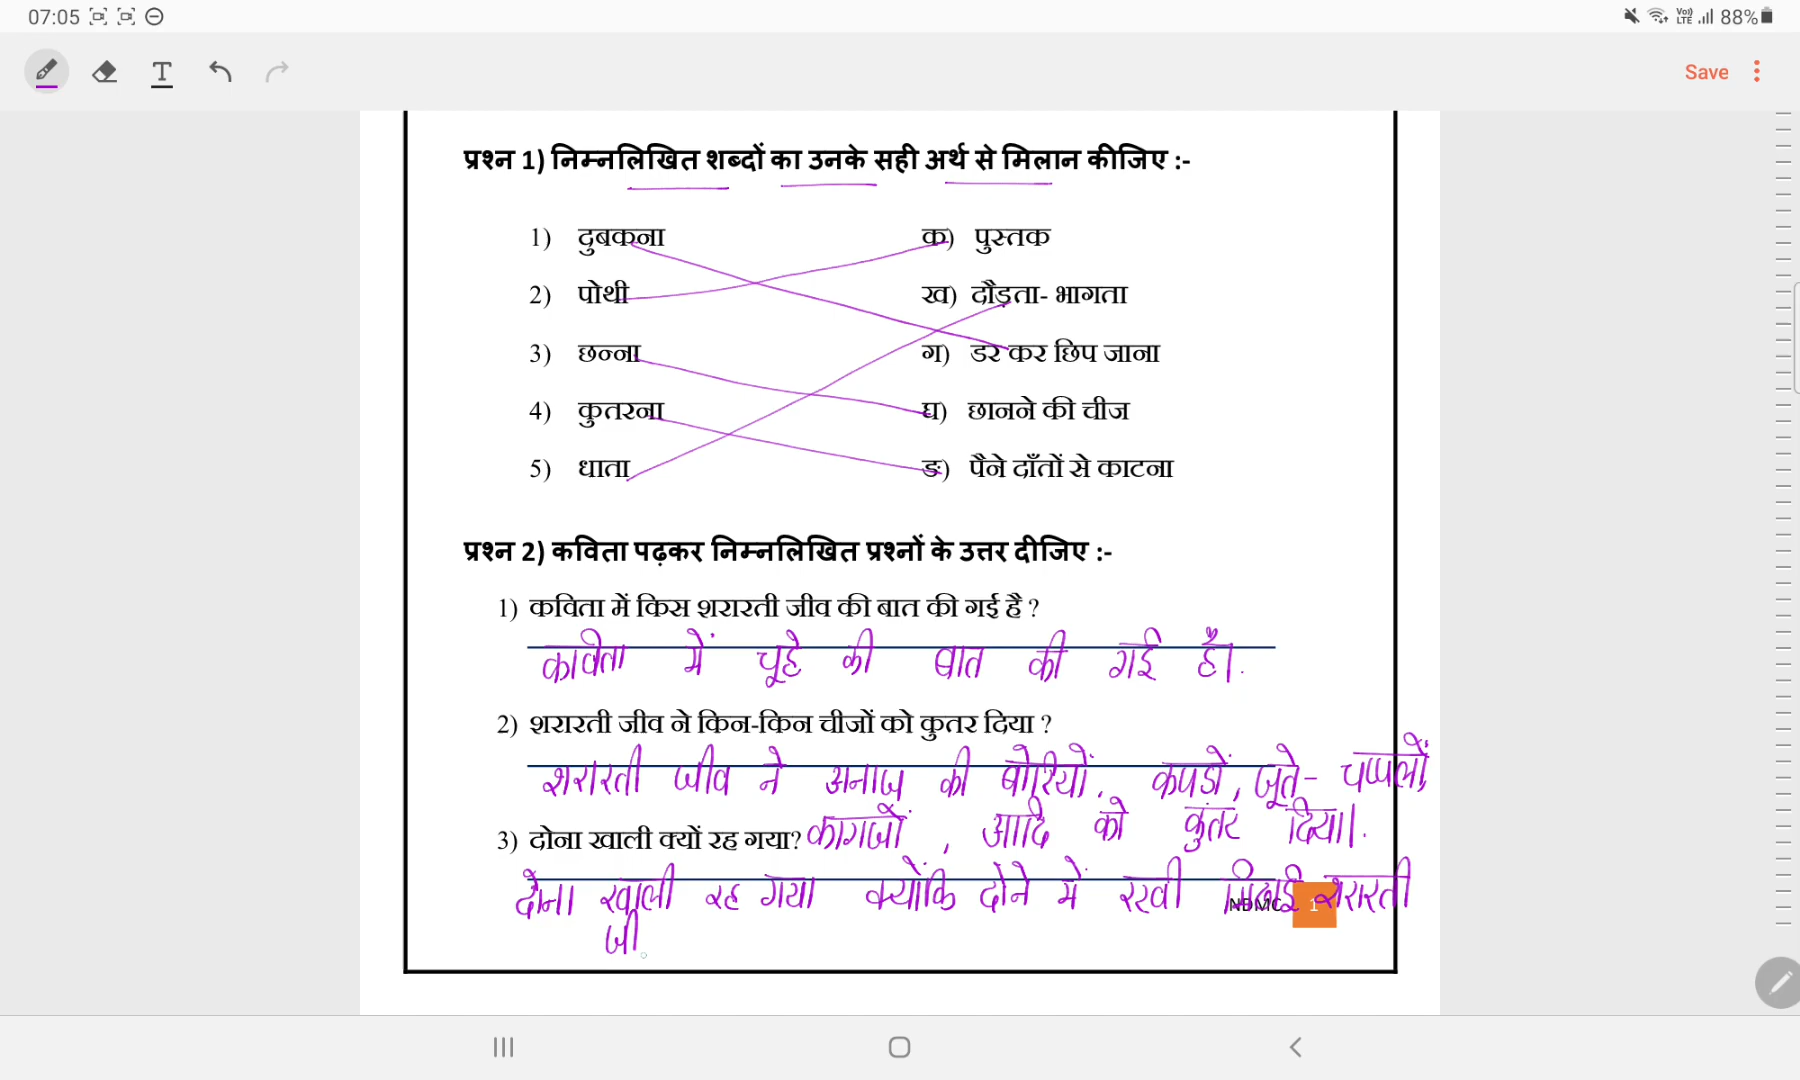 07:05
Vo)) LTE 88%
Save
प्रश्न 1) निम्नलिखित शब्दों का उनके सही अर्थ से मिलान कीजिए :-
1) दुबकना क) पुस्तक
2) पोथी ख) दौड़ता- भागता
3) छन्ना ग) डर कर छिप जाना
4) कुतरना घ) छानने की चीज
5) धाता ङ) पैने दाँतों से काटना
प्रश्न 2) कविता पढ़कर निम्नलिखित प्रश्नों के उत्तर दीजिए :-
1) कविता में किस शरारती जीव की बात की गई है ?
कविता में चूहे की बात की गई है।
2) शरारती जीव ने किन-किन चीजों को कुतर दिया ?
शरारती जीव ने अनाज की बोरियों, कपडों, जूते- चप्पलों,
3) दोना खाली क्यों रह गया? कागजों , आदि को कुतर दिया।
दोना खाली रह गया क्योंकि दोने में रखी मिठाई शरारती
जी
NDMC 1